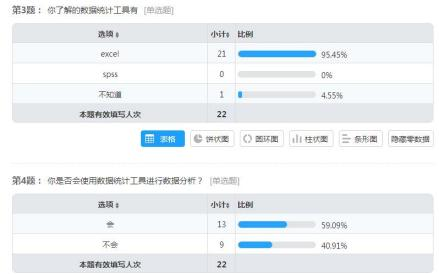 第3题： 你了解的数据统计工具有 [单选题]
选项 小计 比例
excel 21 95.45%
spss 0 0%
不知道 1 4.55%
本题有效填写人次 22
表格 饼状图 圆环图 柱状图 条形图 隐藏零数据
第4题： 你是否会使用数据统计工具进行数据分析？ [单选题]
选项 小计 比例
会 13 59.09%
不会 9 40.91%
本题有效填写人次 22